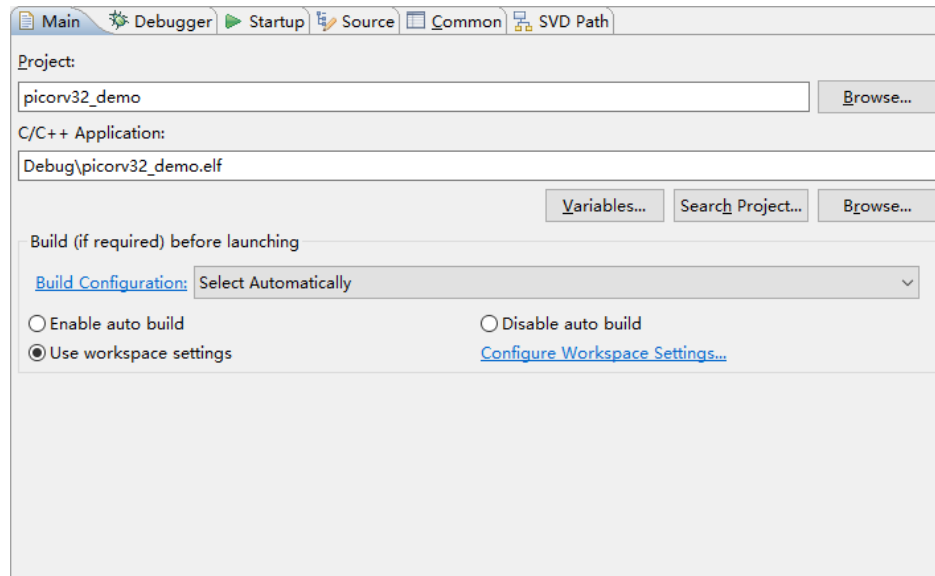 Main Debugger Startup Source Common SVD Path
Project:
picorv32_demo Browse...
C/C++ Application:
Debug\picorv32_demo.elf
Variables... Search Project... Browse...
Build (if required) before launching
Build Configuration: Select Automatically
Enable auto build Disable auto build
Use workspace settings Configure Workspace Settings...